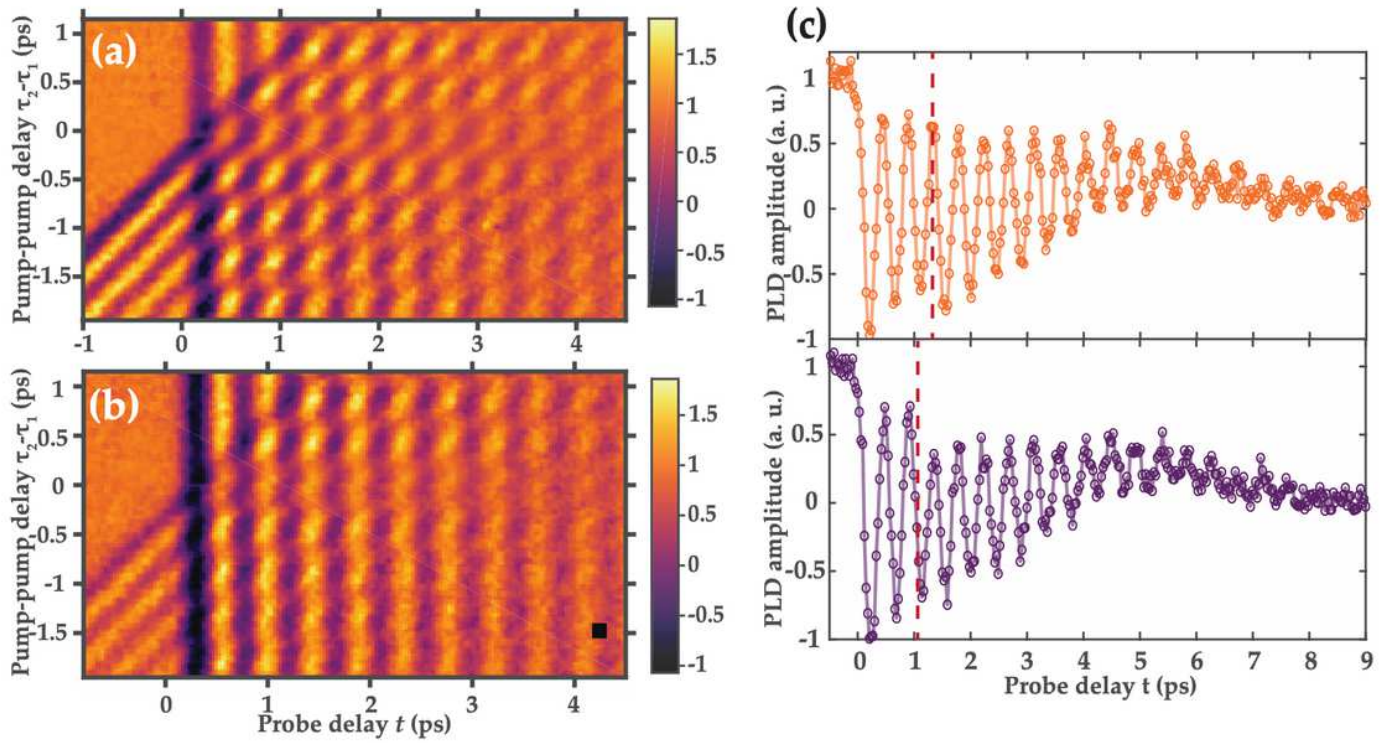 (a)
Pump-pump delay τ2-τ1 (ps)
1
0.5
0
-0.5
-1
-1.5
-1 0 1 2 3 4
1.5
1
0.5
0
-0.5
-1
(b)
Pump-pump delay τ2-τ1 (ps)
1
0.5
0
-0.5
-1
-1.5
0 1 2 3 4
Probe delay t (ps)
1.5
1
0.5
0
-0.5
-1
(c)
PLD amplitude (a. u.)
1
0.5
0
-0.5
-1
PLD amplitude (a. u.)
1
0.5
0
-0.5
-1
0 1 2 3 4 5 6 7 8 9
Probe delay t (ps)